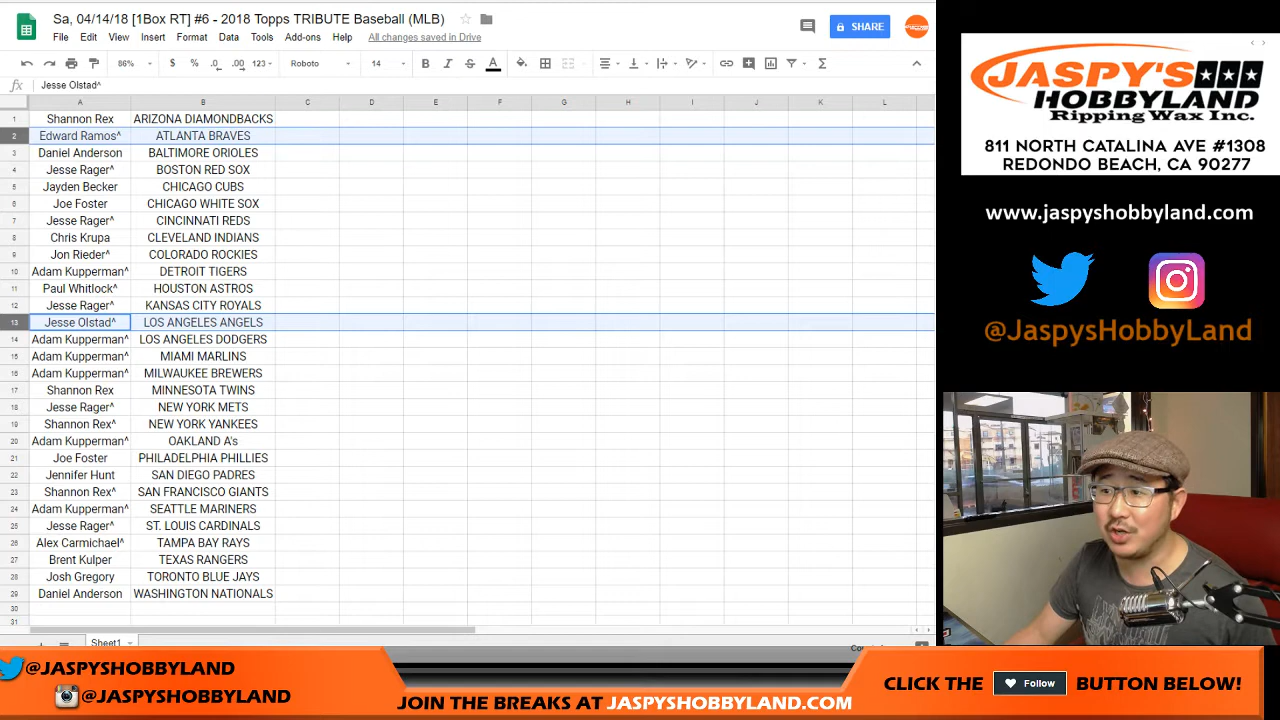 Sa, 04/14/18 [1Box RT] #6 - 2018 Topps TRIBUTE Baseball (MLB)
File Edit View Insert Format Data Tools Add-ons Help All changes saved in Drive
SHARE
86% $ % .0 .00 123 Roboto 14 B I S A
fx Jesse Olstad^
A B C D E F G H I J K L
1 Shannon Rex ARIZONA DIAMONDBACKS
2 Edward Ramos^ ATLANTA BRAVES
3 Daniel Anderson BALTIMORE ORIOLES
4 Jesse Rager^ BOSTON RED SOX
5 Jayden Becker CHICAGO CUBS
6 Joe Foster CHICAGO WHITE SOX
7 Jesse Rager^ CINCINNATI REDS
8 Chris Krupa CLEVELAND INDIANS
9 Jon Rieder^ COLORADO ROCKIES
10 Adam Kupperman^ DETROIT TIGERS
11 Paul Whitlock^ HOUSTON ASTROS
12 Jesse Rager^ KANSAS CITY ROYALS
13 Jesse Olstad^ LOS ANGELES ANGELS
14 Adam Kupperman^ LOS ANGELES DODGERS
15 Adam Kupperman^ MIAMI MARLINS
16 Adam Kupperman^ MILWAUKEE BREWERS
17 Shannon Rex MINNESOTA TWINS
18 Jesse Rager^ NEW YORK METS
19 Shannon Rex^ NEW YORK YANKEES
20 Adam Kupperman^ OAKLAND A's
21 Joe Foster PHILADELPHIA PHILLIES
22 Jennifer Hunt SAN DIEGO PADRES
23 Shannon Rex^ SAN FRANCISCO GIANTS
24 Adam Kupperman^ SEATTLE MARINERS
25 Jesse Rager^ ST. LOUIS CARDINALS
26 Alex Carmichael^ TAMPA BAY RAYS
27 Brent Kulper TEXAS RANGERS
28 Josh Gregory TORONTO BLUE JAYS
29 Daniel Anderson WASHINGTON NATIONALS
30
31
Sheet1
JASPY'S
HOBBYLAND
Ripping Wax Inc.
811 NORTH CATALINA AVE #1308
REDONDO BEACH, CA 90277
www.jaspyshobbyland.com
@JaspysHobbyLand
@JASPYSHOBBYLAND
@JASPYSHOBBYLAND
JOIN THE BREAKS AT JASPYSHOBBYLAND.COM
CLICK THE Follow BUTTON BELOW!